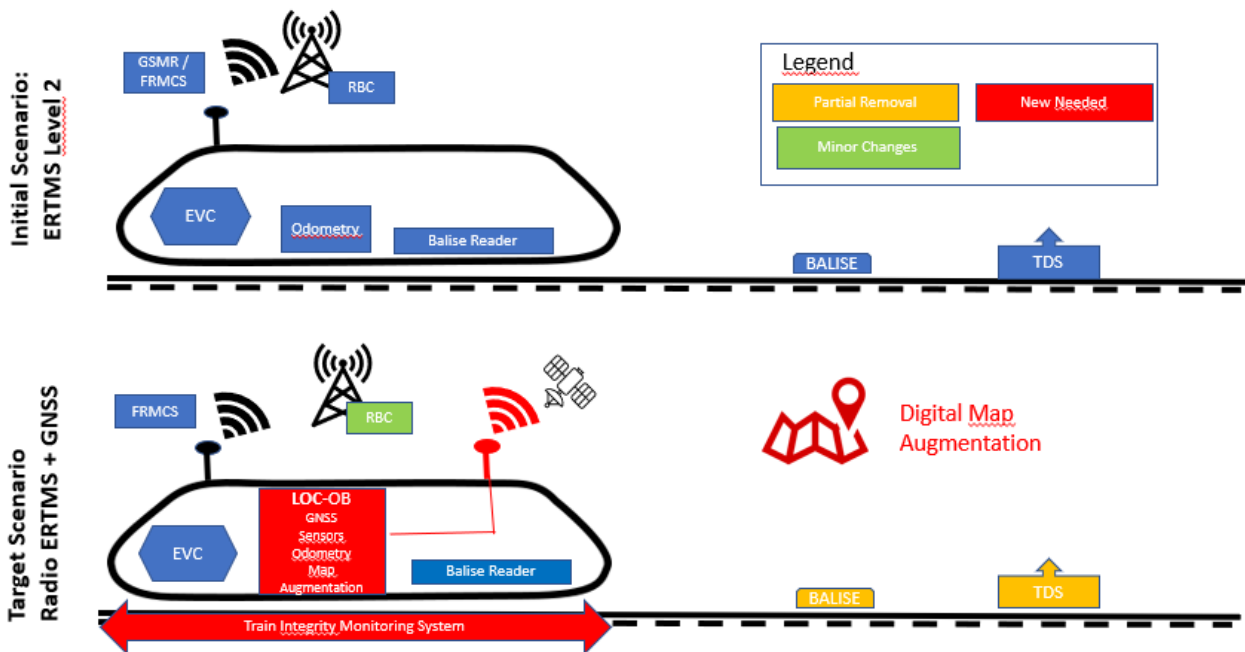 Initial Scenario:
ERTMS Level 2
GSMR /
FRMCS
RBC
EVC
Odometry
Balise Reader
Legend
Partial Removal
New Needed
Minor Changes
BALISE
TDS
Target Scenario
Radio ERTMS + GNSS
FRMCS
RBC
Digital Map
Augmentation
EVC
LOC-OB
GNSS
Sensors
Odometry
Map
Augmentation
Balise Reader
BALISE
TDS
Train Integrity Monitoring System